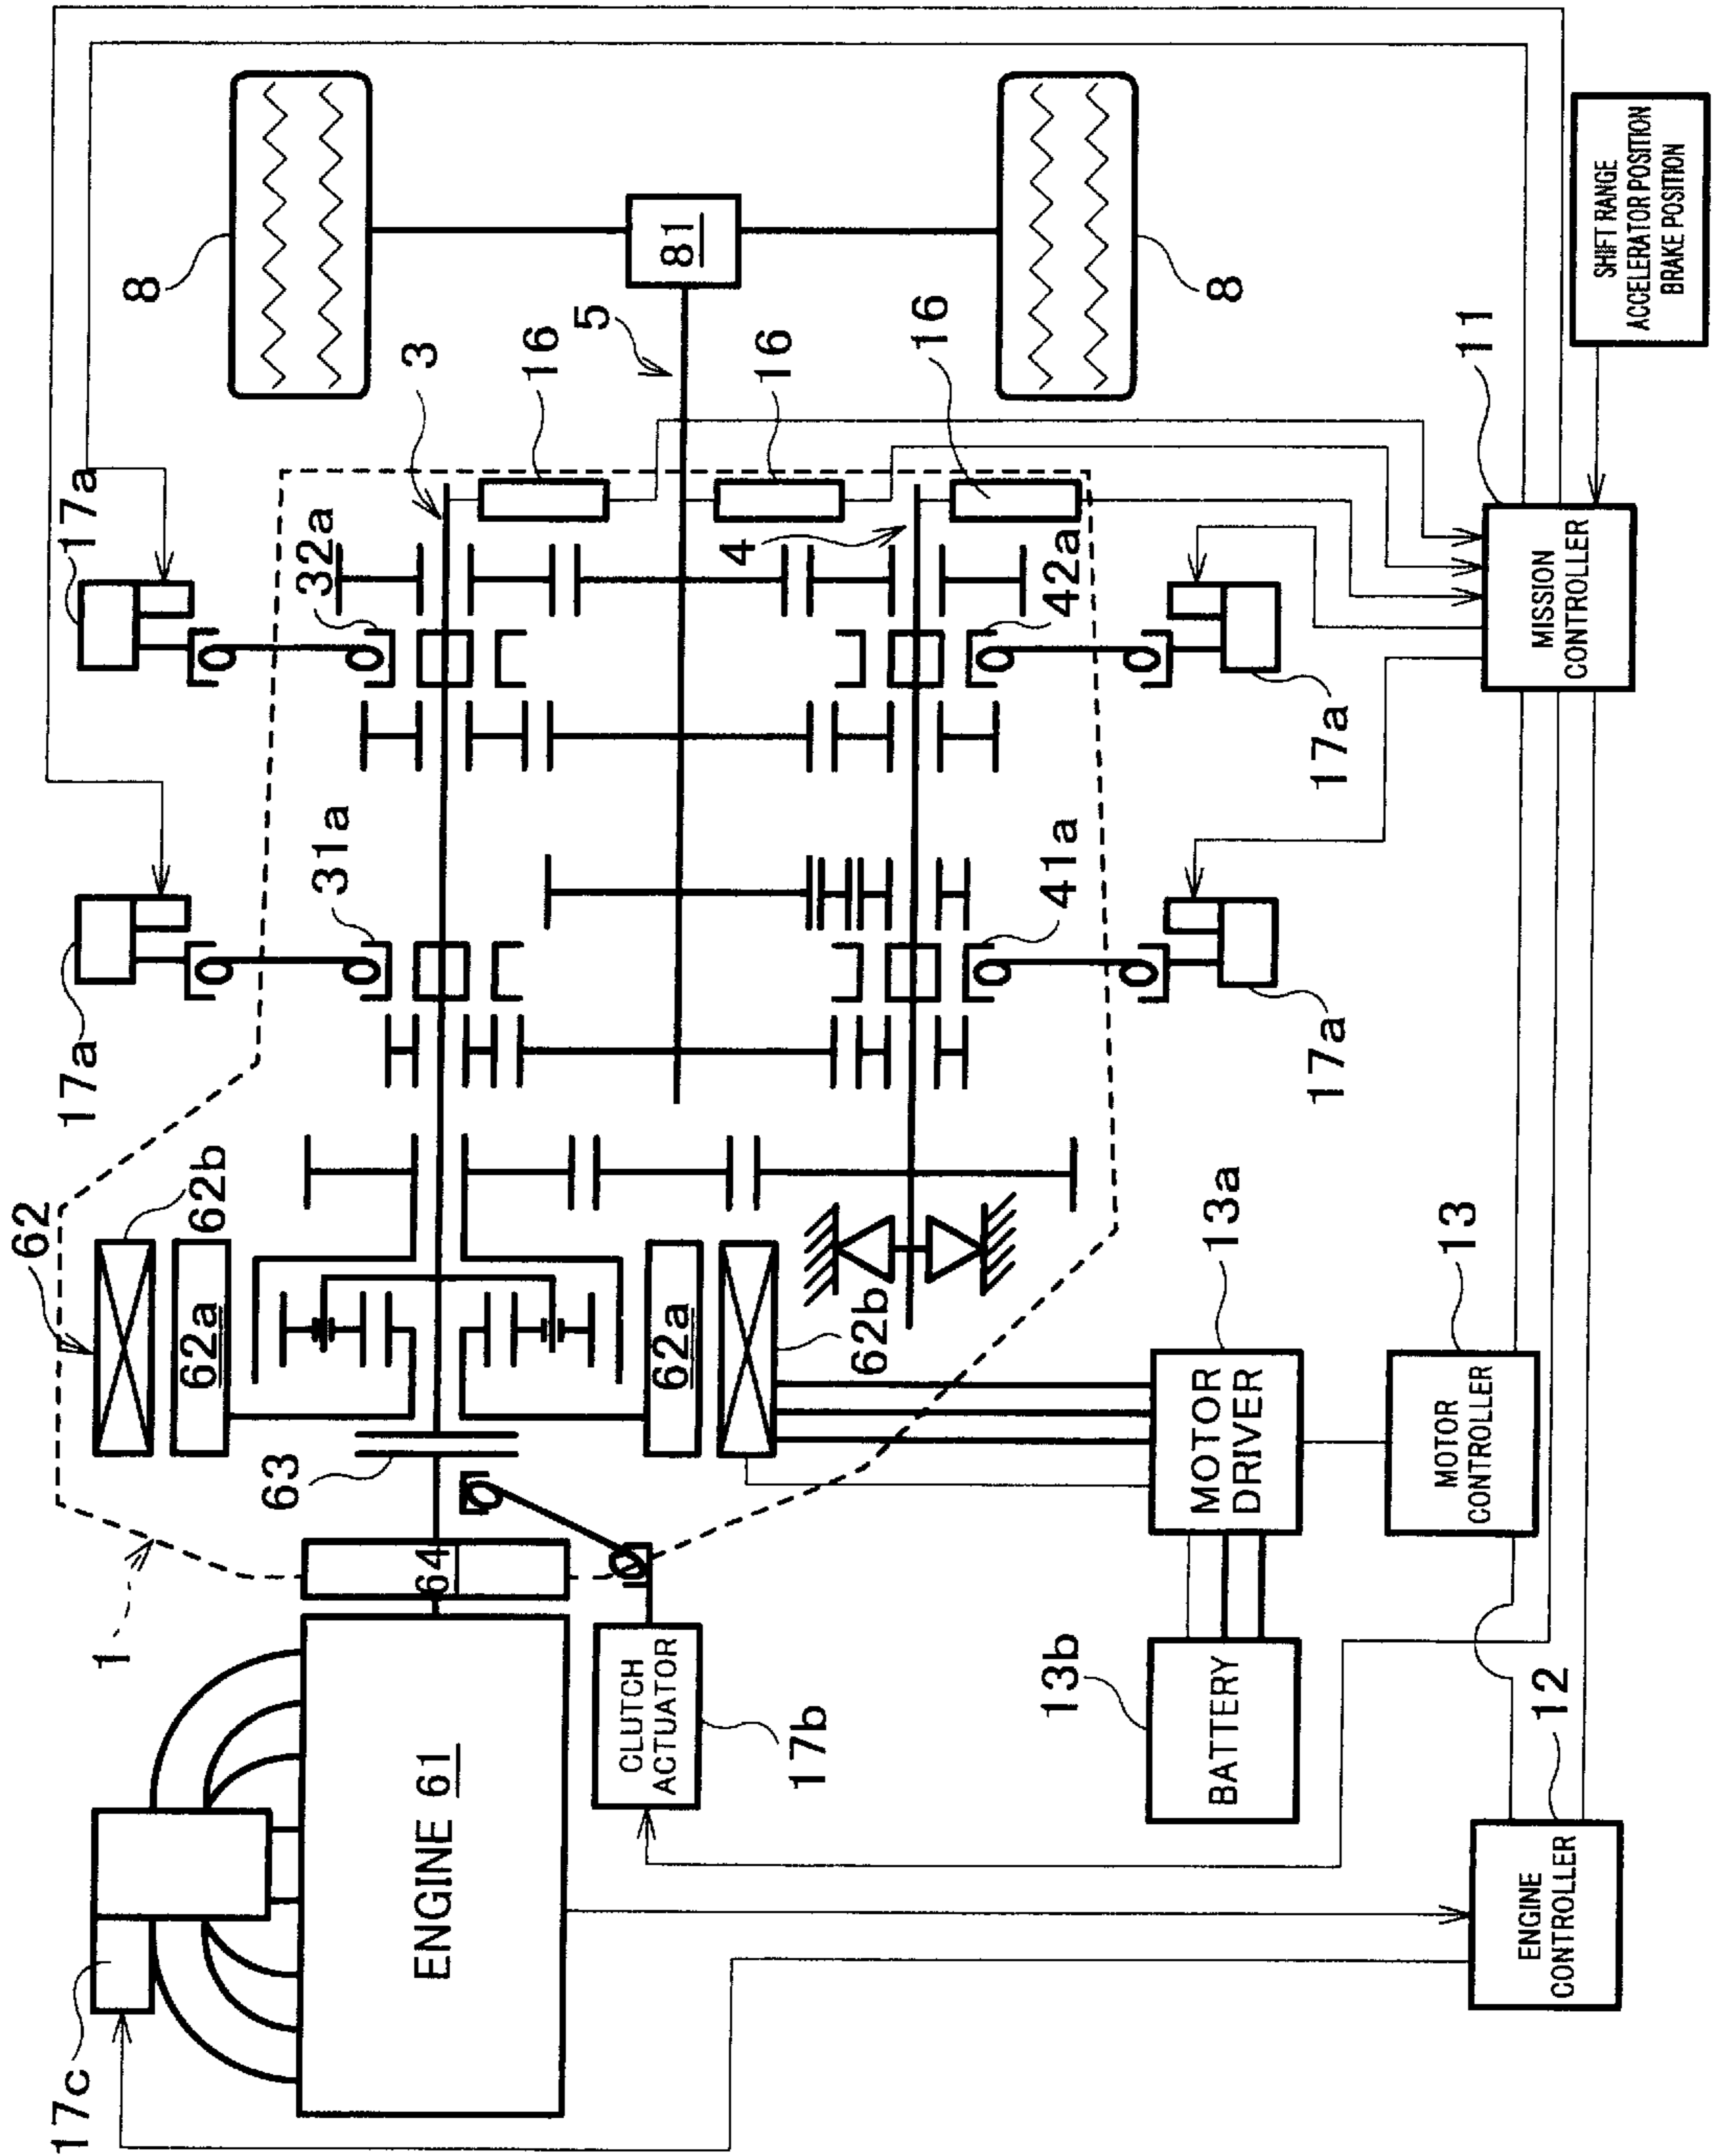 17c
1
62
62b
17a
17a
ENGINE 61
64
63
62a
31a
32a
3
8
CLUTCH
ACTUATOR
17b
62a
62b
16
5
81
16
4
16
41a
42a
8
BATTERY
13b
MOTOR
DRIVER
13a
17a
17a
MOTOR
CONTROLLER
13
ENGINE
CONTROLLER
12
MISSION
CONTROLLER
11
SHIFT RANGE
ACCELERATOR POSITION
BRAKE POSITION